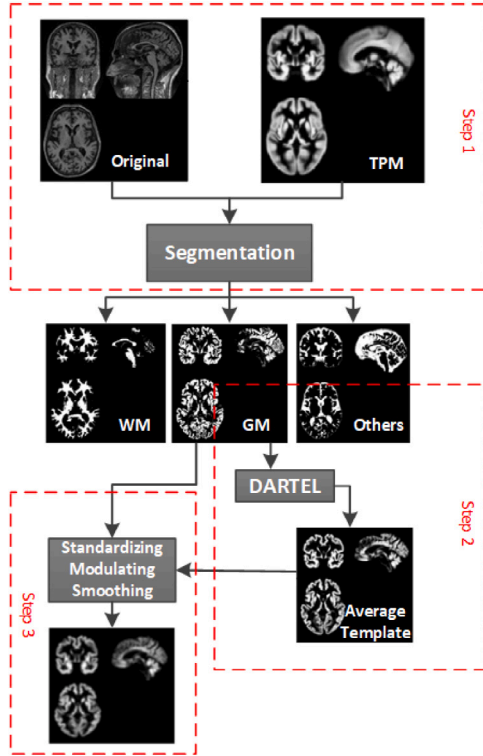 Original
TPM
Step 1
Segmentation
WM
GM
Others
DARTEL
Step 2
Standardizing
Modulating
Smoothing
Average
Template
Step 3